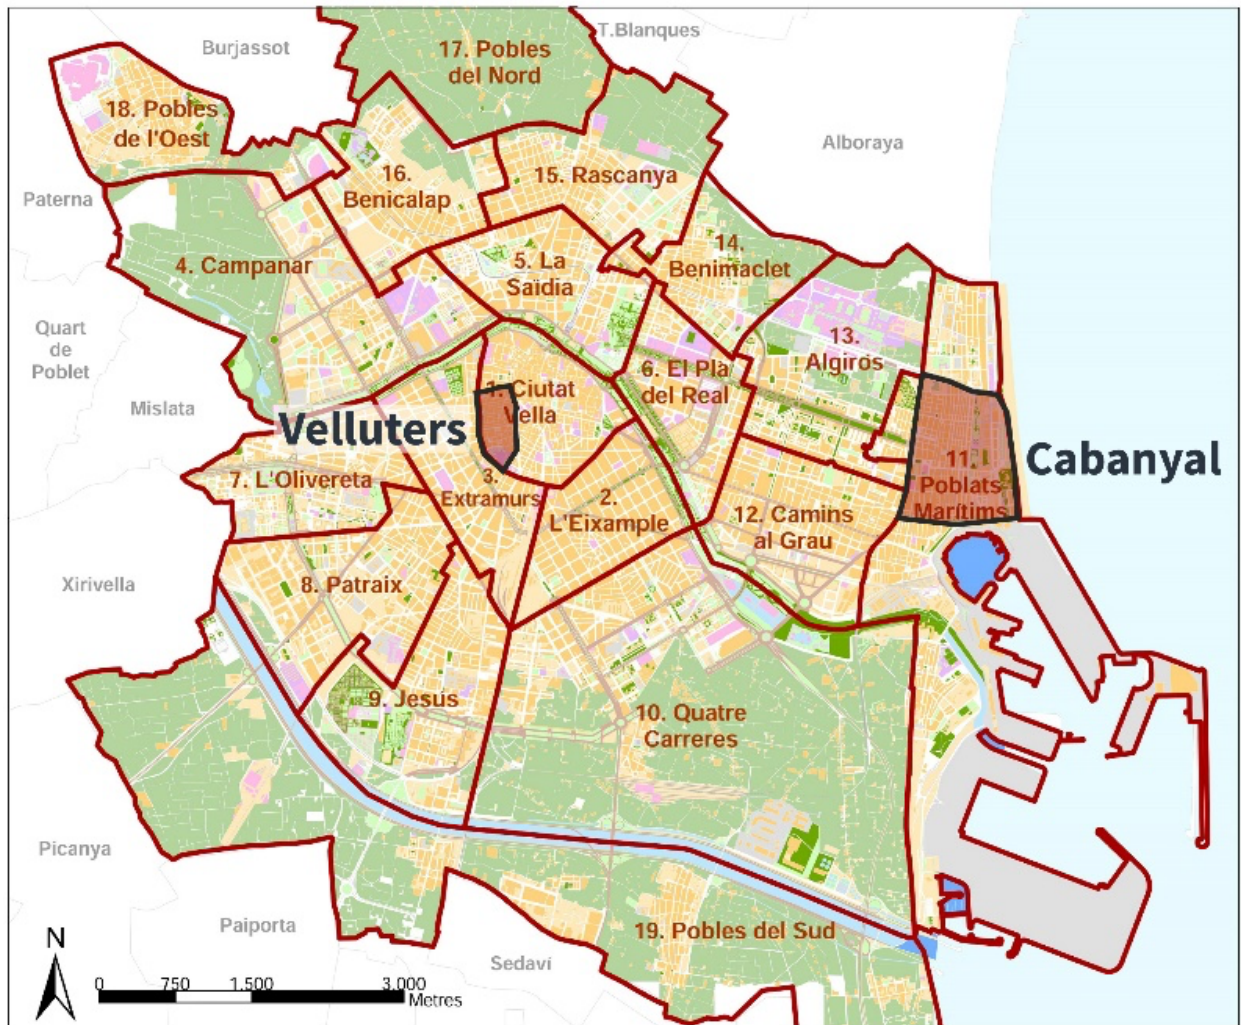 Burjassot
T.Blanques
17. Pobles
del Nord
18. Pobles
de l'Oest
Alboraya
16.
Benicalap
15. Rascanya
Paterna
14.
Benimaclet
4. Campanar
5. La
Saïdia
Quart
de
Poblet
13.
Algirós
6. El Pla
del Real
Mislata
1. Ciutat
Vella
Velluters
Cabanyal
11.
Poblats
Marítims
7. L'Olivereta
3.
Extramurs
2.
L'Eixample
12. Camins
al Grau
Xirivella
8. Patraix
9. Jesús
10. Quatre
Carreres
Picanya
Paiporta
19. Pobles del Sud
Sedaví
N
0 750 1.500 3.000
Metres